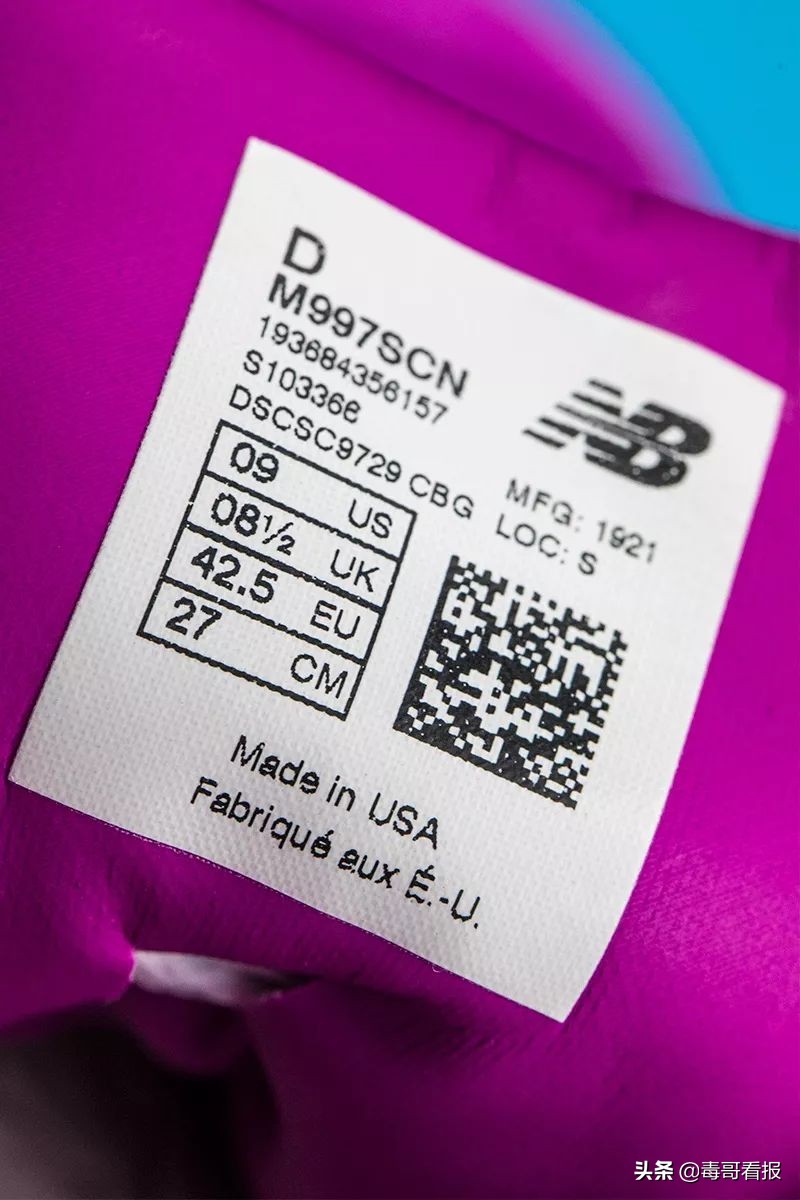 D
M997SCN
193684356157
S103366
DSCSC9729 CBG
NB
MFG: 1921
LOC: S
09 US
08½ UK
42.5 EU
27 CM
Made in USA
Fabriqué aux É.-U.
头条 @毒哥看报